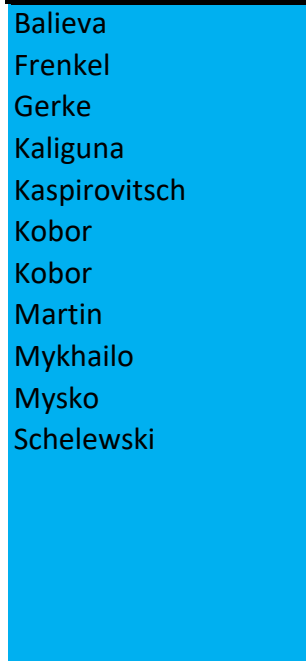 Balieva
Frenkel
Gerke
Kaliguna
Kaspirovitsch
Kobor
Kobor
Martin
Mykhailo
Mysko
Schelewski